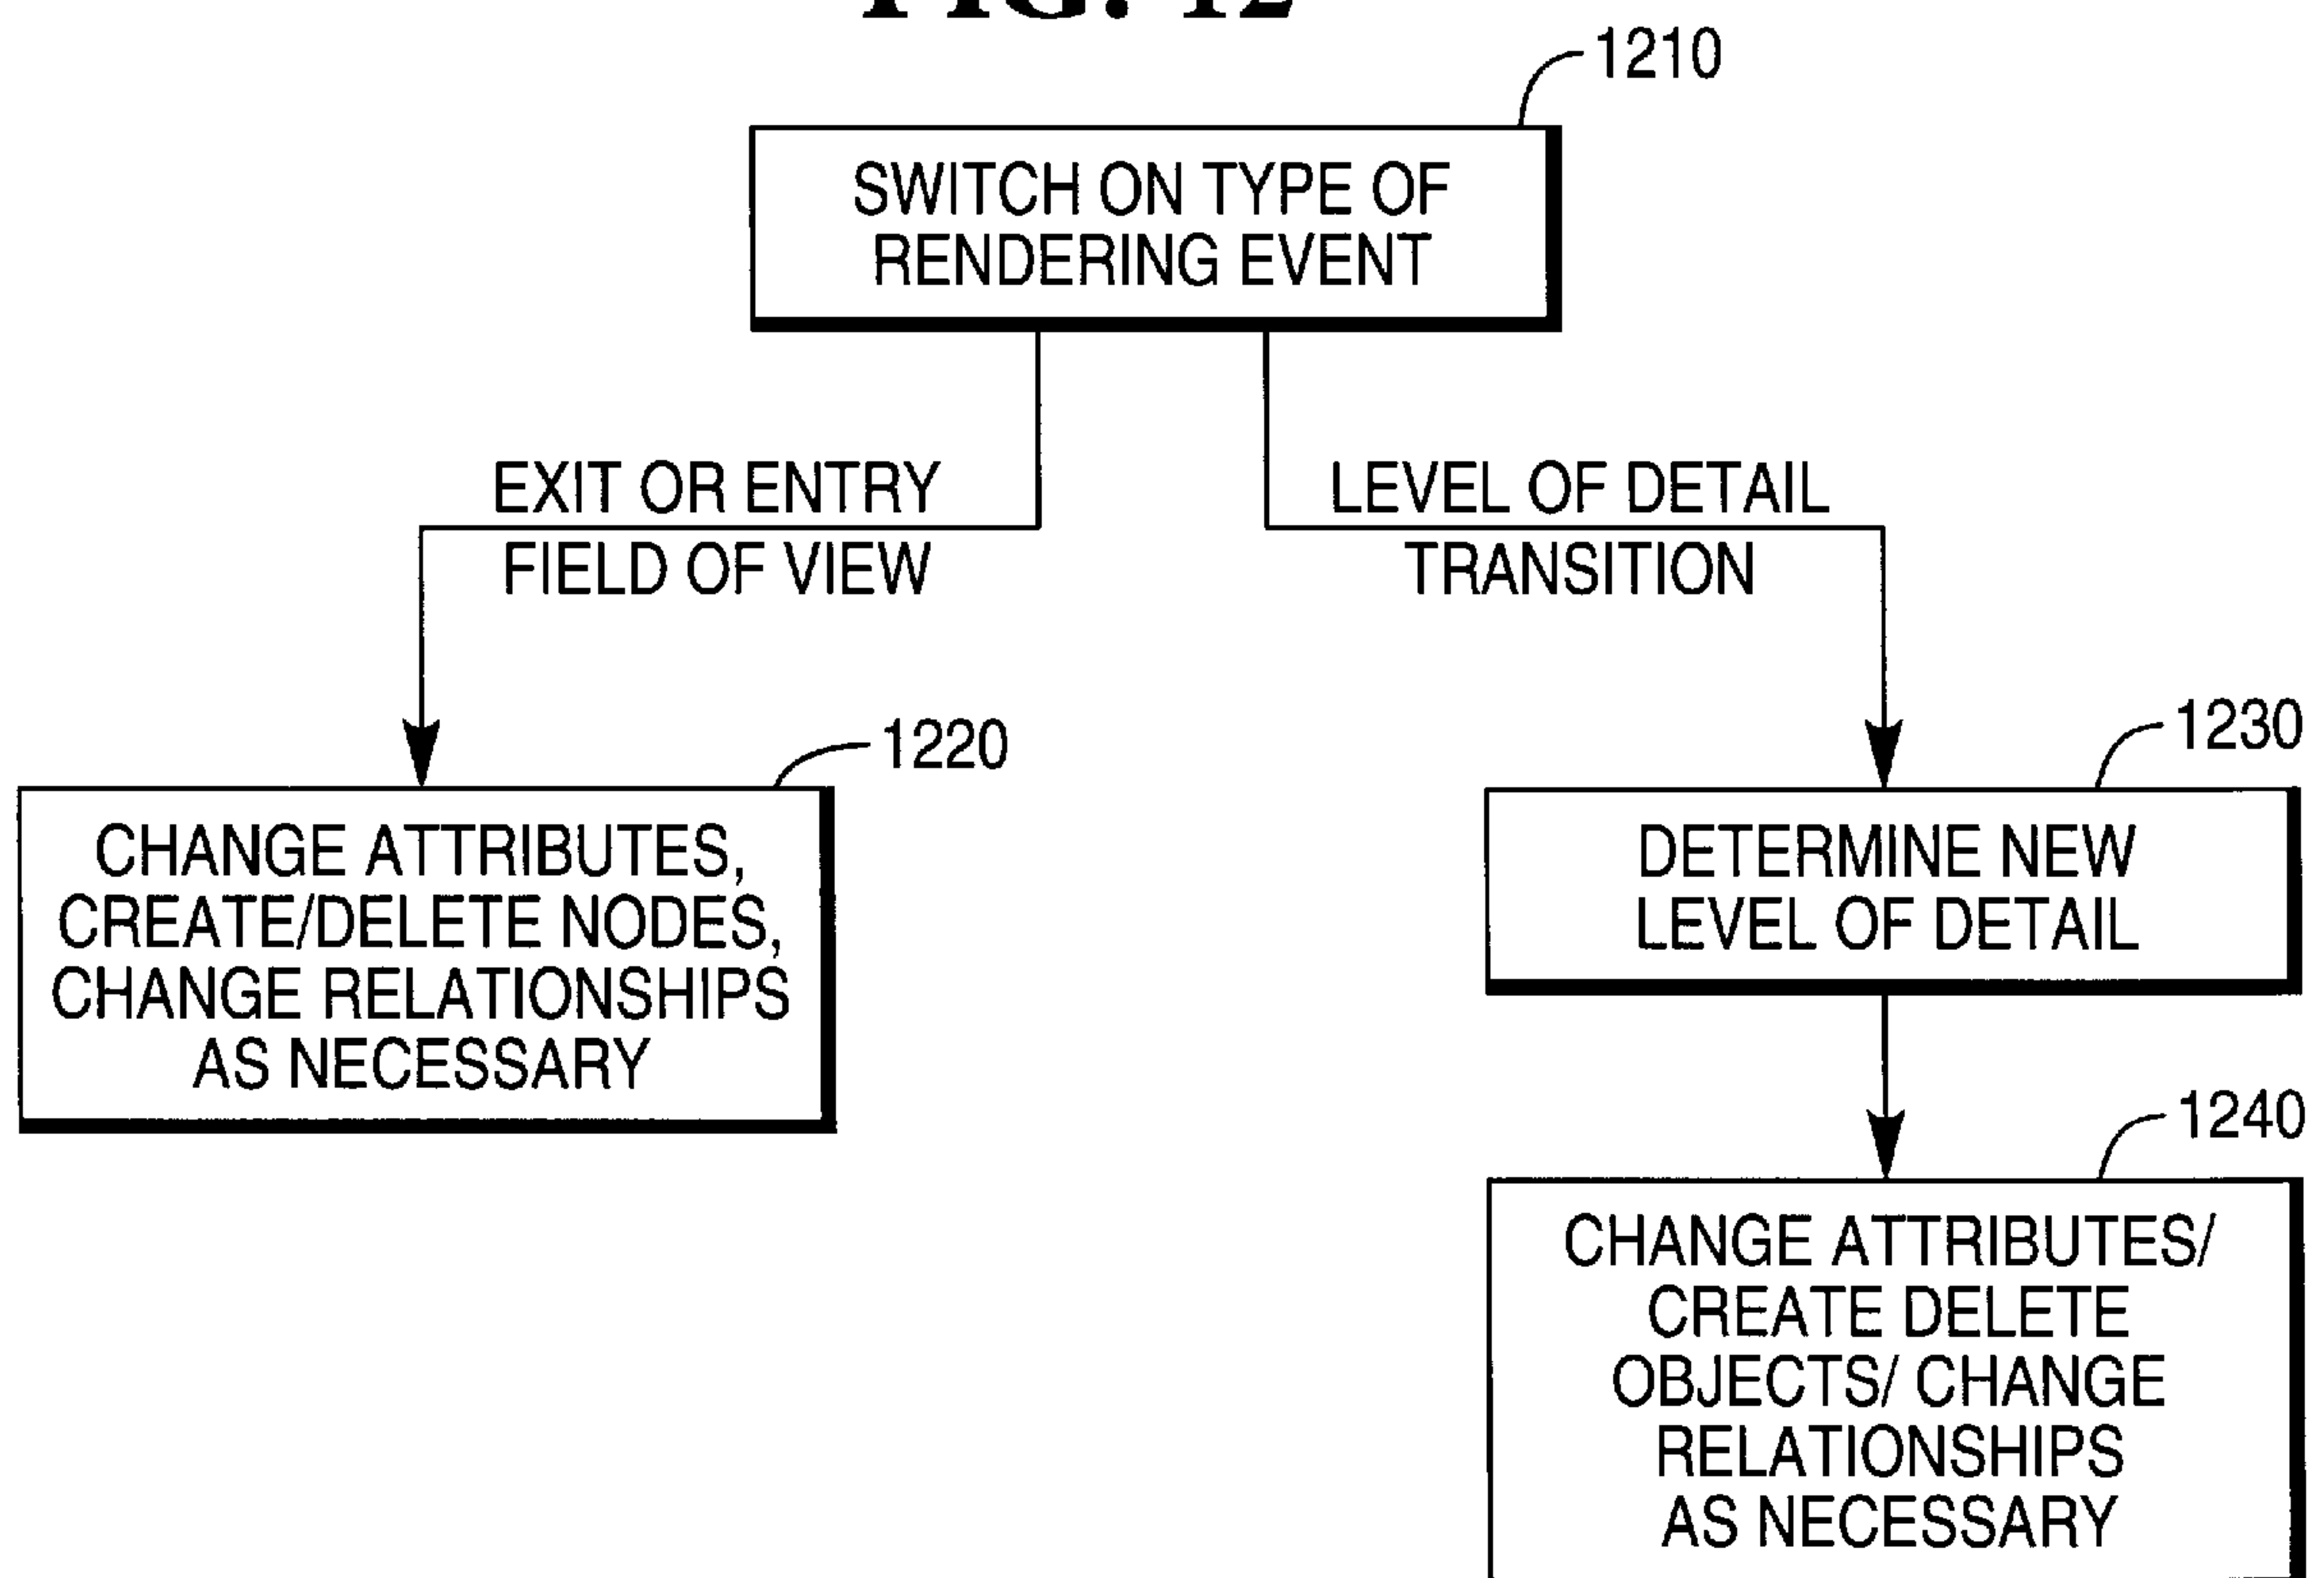 FIG. 12
1210
SWITCH ON TYPE OF
RENDERING EVENT
EXIT OR ENTRY
FIELD OF VIEW
LEVEL OF DETAIL
TRANSITION
1220
CHANGE ATTRIBUTES,
CREATE/DELETE NODES,
CHANGE RELATIONSHIPS
AS NECESSARY
1230
DETERMINE NEW
LEVEL OF DETAIL
1240
CHANGE ATTRIBUTES/
CREATE DELETE
OBJECTS/ CHANGE
RELATIONSHIPS
AS NECESSARY